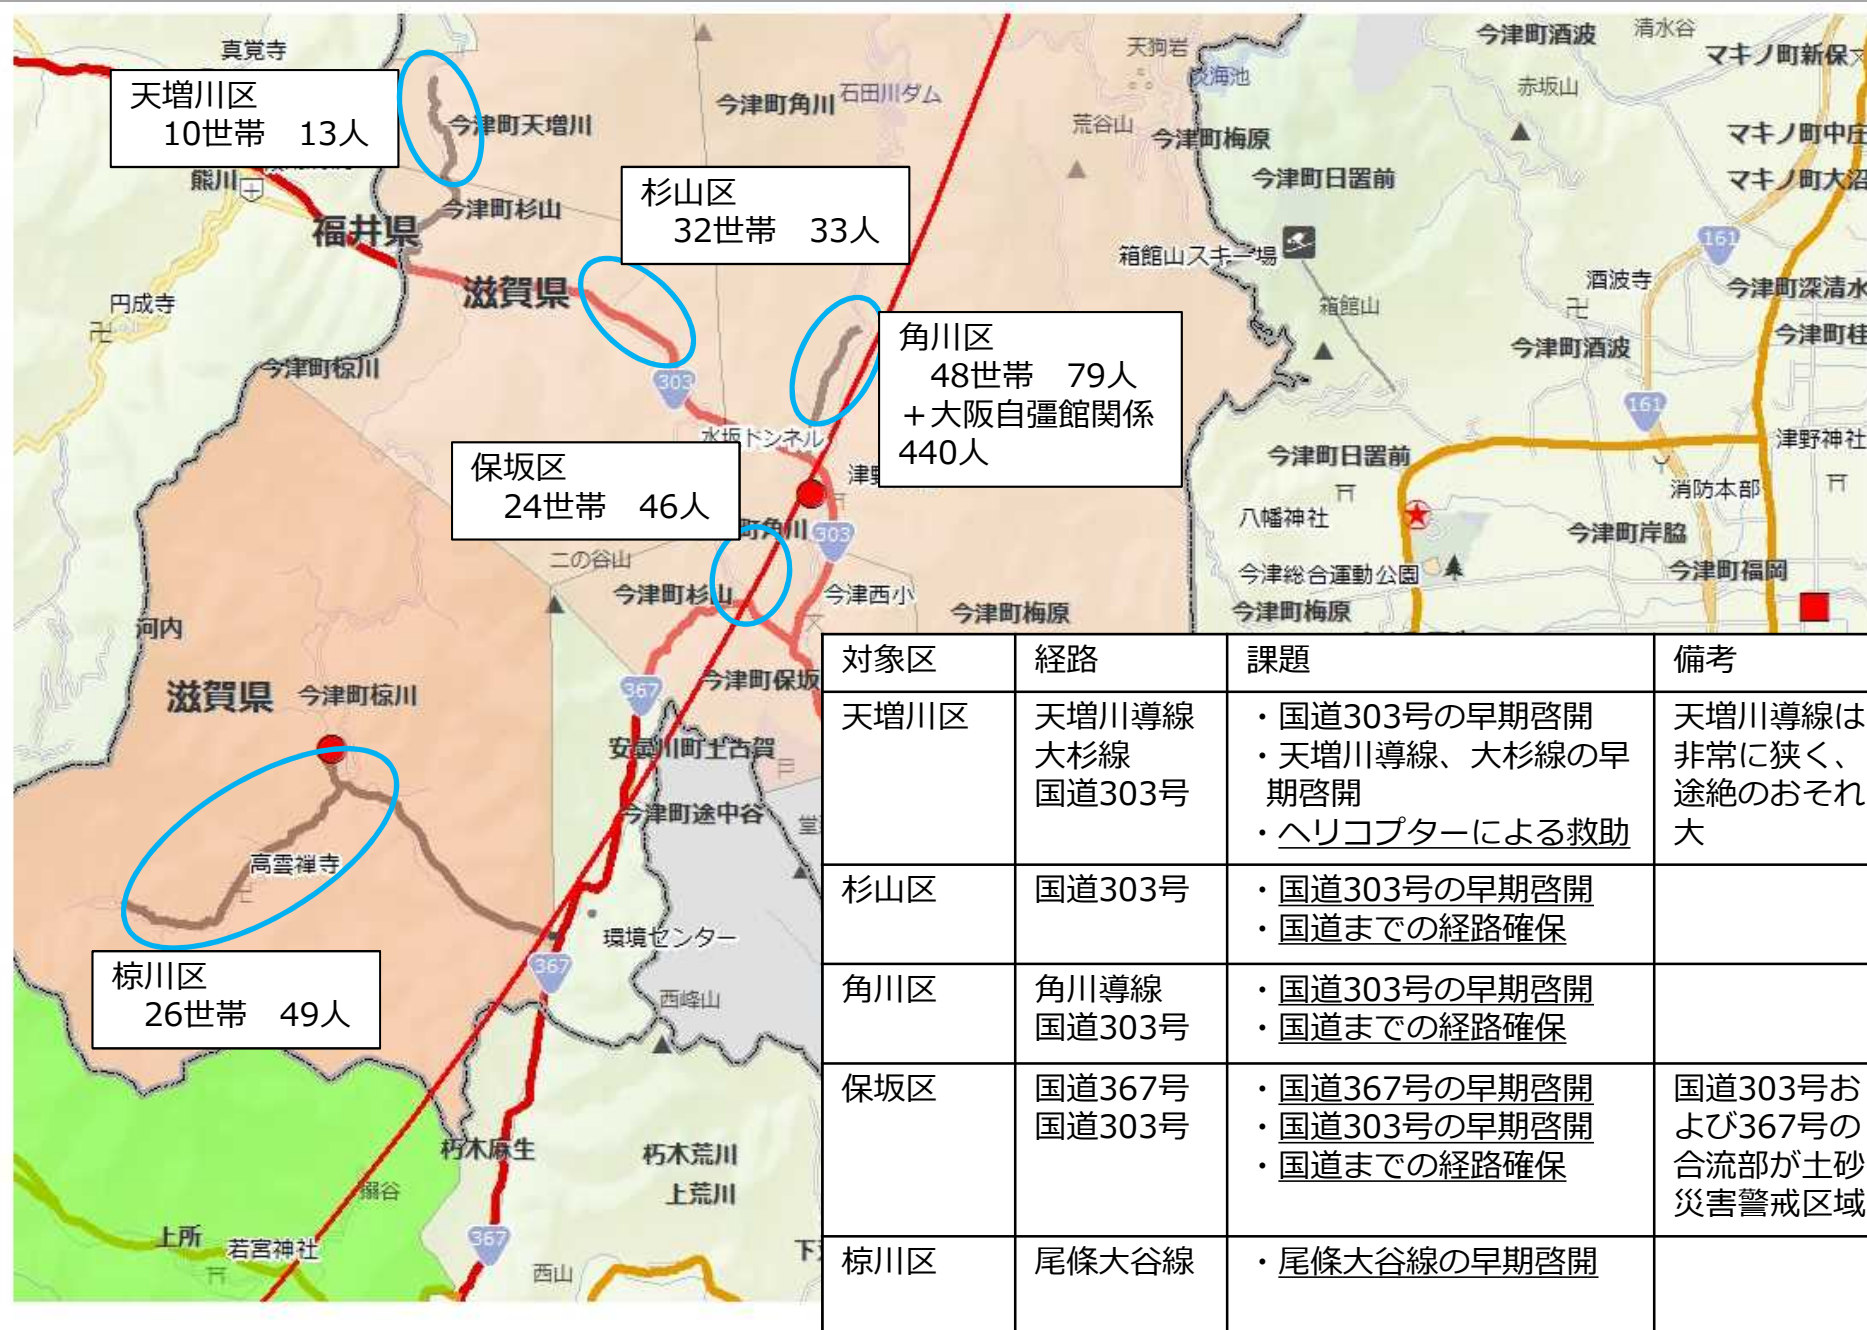 真覚寺
天狗岩
今津町酒波
清水谷
マキノ町新保
淡海池
赤坂山
天増川区
10世帯 13人
今津町天増川
今津町角川
石田川ダム
荒谷山
今津町梅原
マキノ町中庄
熊川
今津町杉山
杉山区
32世帯 33人
今津町日置前
マキノ町大沼
福井県
滋賀県
箱館山スキー場
161
酒波寺
今津町深清水
円成寺
箱館山
今津町椋川
角川区
48世帯 79人
+大阪自彊館関係
440人
今津町酒波
今津町桂
303
161
水坂トンネル
津野神社
保坂区
24世帯 46人
今津町日置前
消防本部
八幡神社
町角川
303
今津町岸脇
二の谷山
今津総合運動公園
今津町福岡
今津町杉山
今津西小
今津町梅原
今津町梅原
河内
滋賀県
今津町椋川
367
今津町保坂
安曇川町上古賀
今津町途中谷
高雲禅寺
環境センター
367
椋川区
26世帯 49人
西峰山
朽木麻生
朽木荒川
上荒川
上所
若宮神社
367
西山
対象区 経路 課題 備考
天増川区 天増川導線 ・国道303号の早期啓開 天増川導線は
大杉線 ・天増川導線、大杉線の早 非常に狭く、
国道303号 期啓開 途絶のおそれ
・ヘリコプターによる救助 大
杉山区 国道303号 ・国道303号の早期啓開
・国道までの経路確保
角川区 角川導線 ・国道303号の早期啓開
国道303号 ・国道までの経路確保
保坂区 国道367号 ・国道367号の早期啓開 国道303号お
国道303号 ・国道303号の早期啓開 よび367号の
・国道までの経路確保 合流部が土砂
災害警戒区域
椋川区 尾條大谷線 ・尾條大谷線の早期啓開